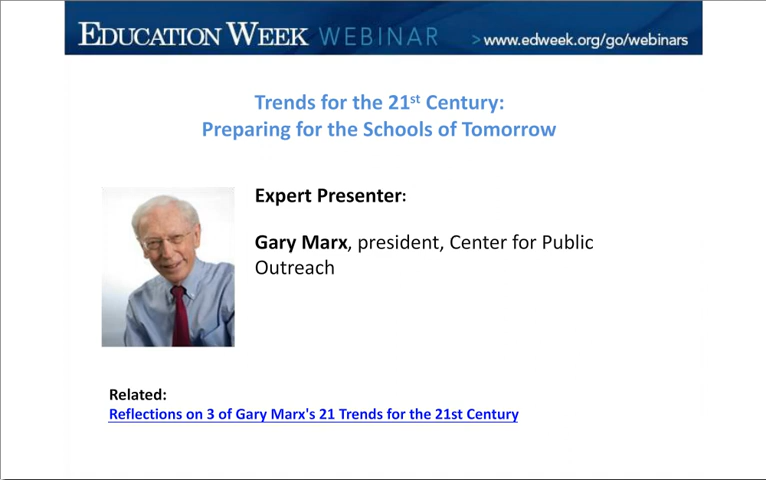 EDUCATION WEEK WEBINAR >www.edweek.org/go/webinars
Trends for the 21st Century:
Preparing for the Schools of Tomorrow
Expert Presenter:
Gary Marx, president, Center for Public
Outreach
Related:
Reflections on 3 of Gary Marx's 21 Trends for the 21st Century